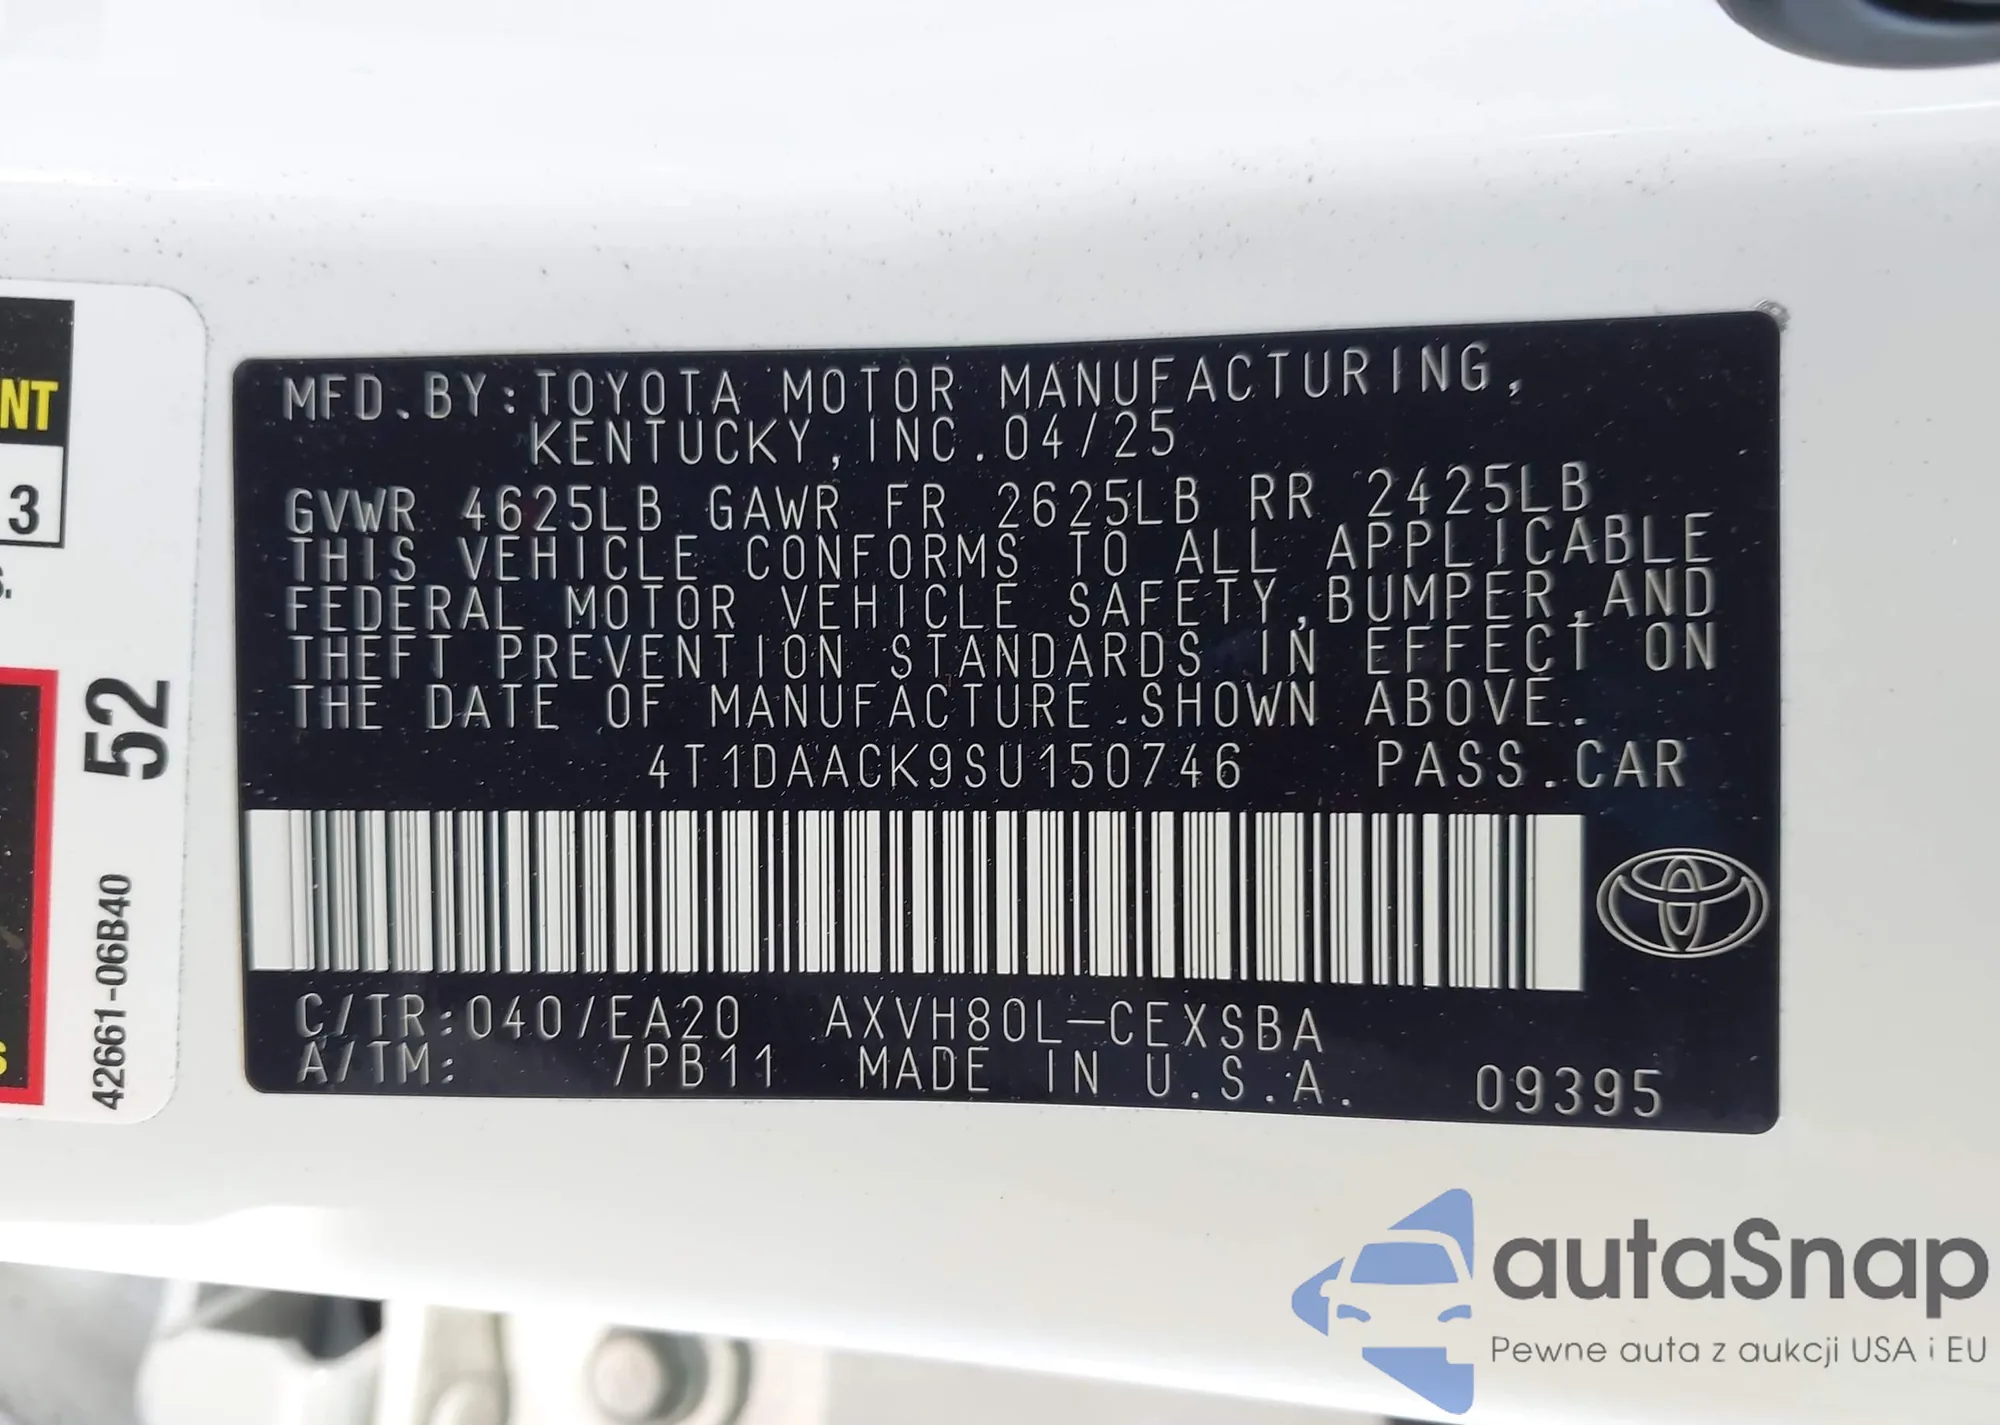 MFD.BY:TOYOTA MOTOR MANUFACTURING,
KENTUCKY,INC.04/25
GVWR 4625LB GAWR FR 2625LB RR 2425LB
THIS VEHICLE CONFORMS TO ALL APPLICABLE
FEDERAL MOTOR VEHICLE SAFETY,BUMPER,AND
THEFT PREVENTION STANDARDS IN EFFECT ON
THE DATE OF MANUFACTURE SHOWN ABOVE.
4T1DAACK9SU150746 PASS.CAR
C/TR:040/EA20 AXVH80L-CEXSBA
A/TM: /PB11 MADE IN U.S.A. 09395
NT
3
s.
52
42661-06B40
s
autaSnap
Pewne auta z aukcji USA i EU